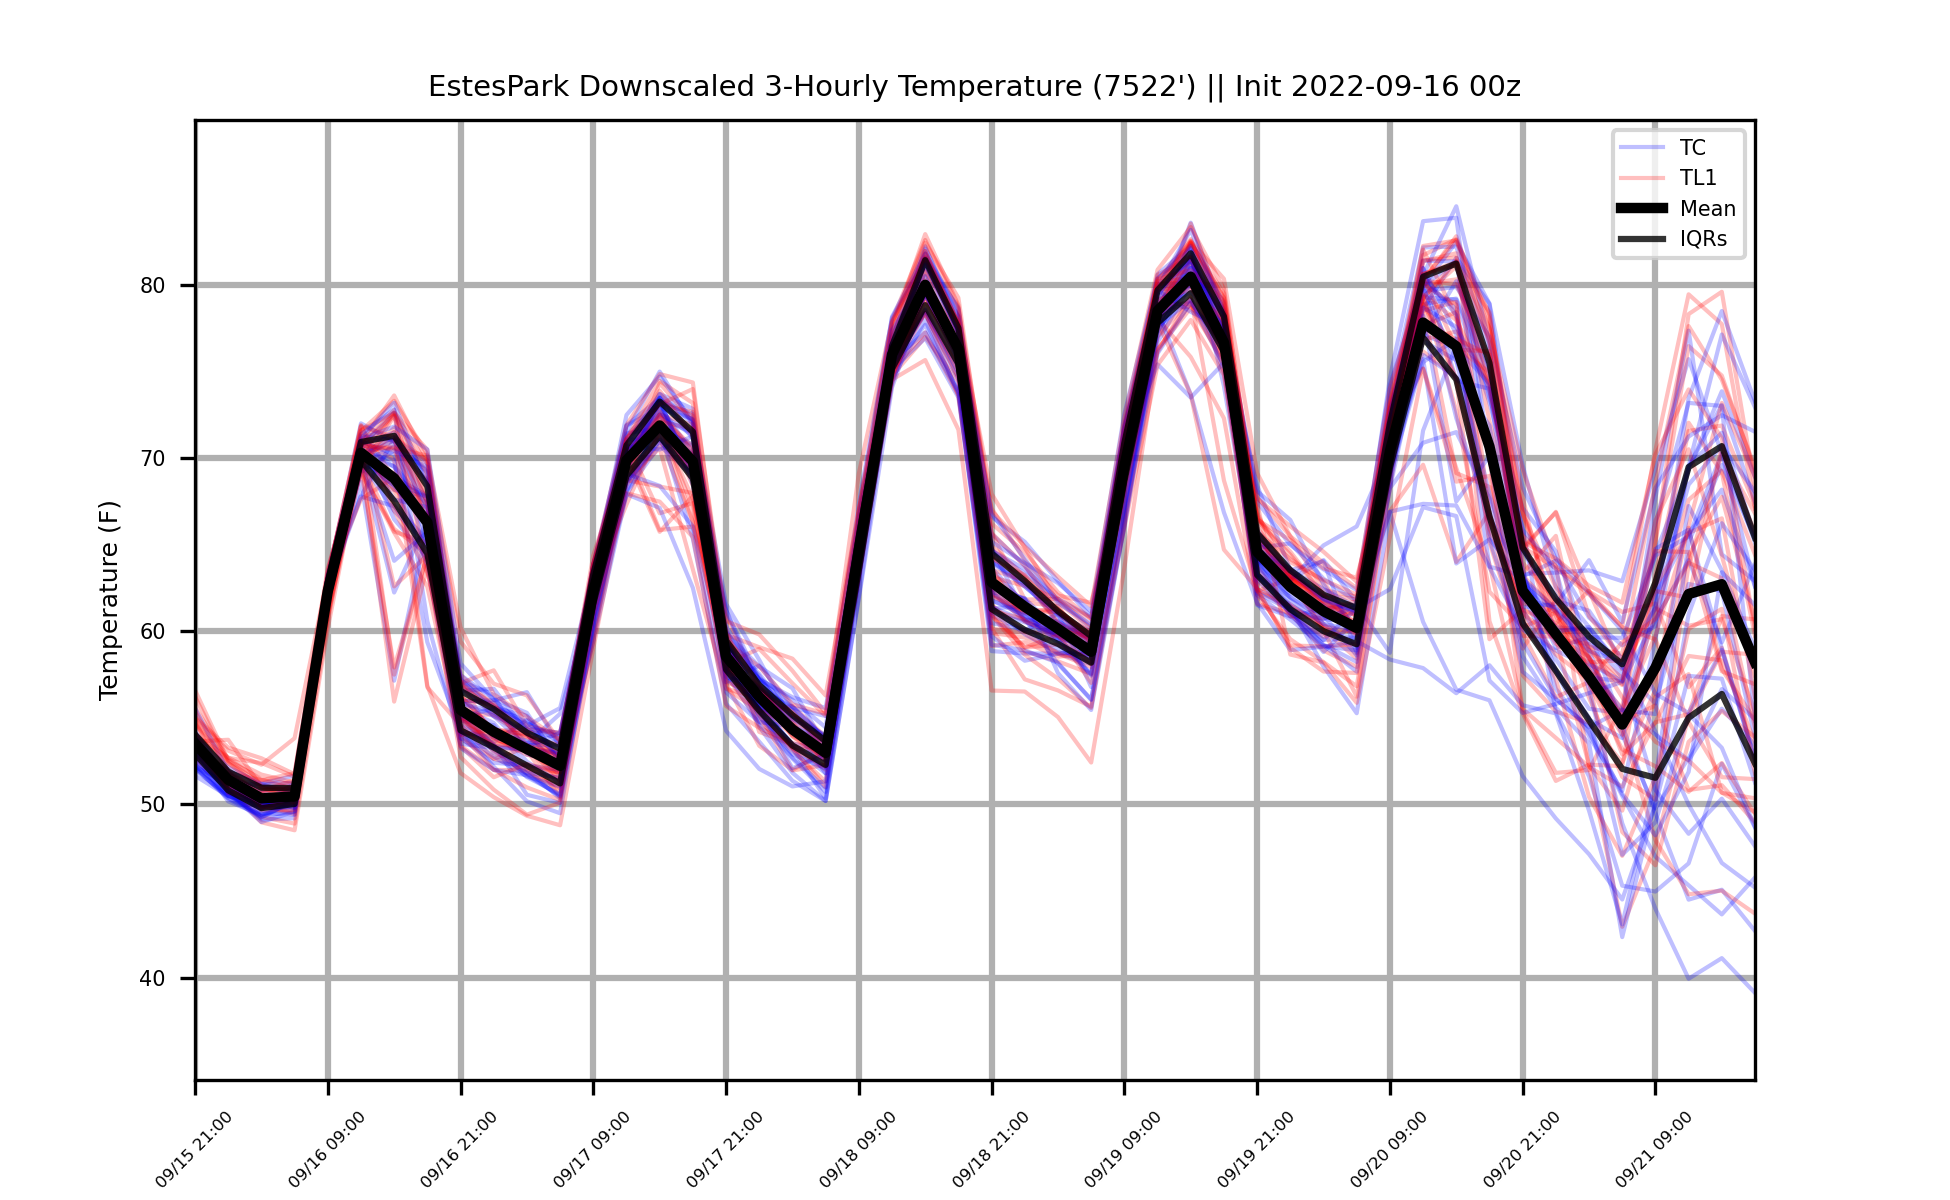 EstesPark Downscaled 3-Hourly Temperature (7522') || Init 2022-09-16 00z
TC
TL1
Mean
IQRs
Temperature (F)
80
70
60
50
40
09/15 21:00
09/16 09:00
09/16 21:00
09/17 09:00
09/17 21:00
09/18 09:00
09/18 21:00
09/19 09:00
09/19 21:00
09/20 09:00
09/20 21:00
09/21 09:00